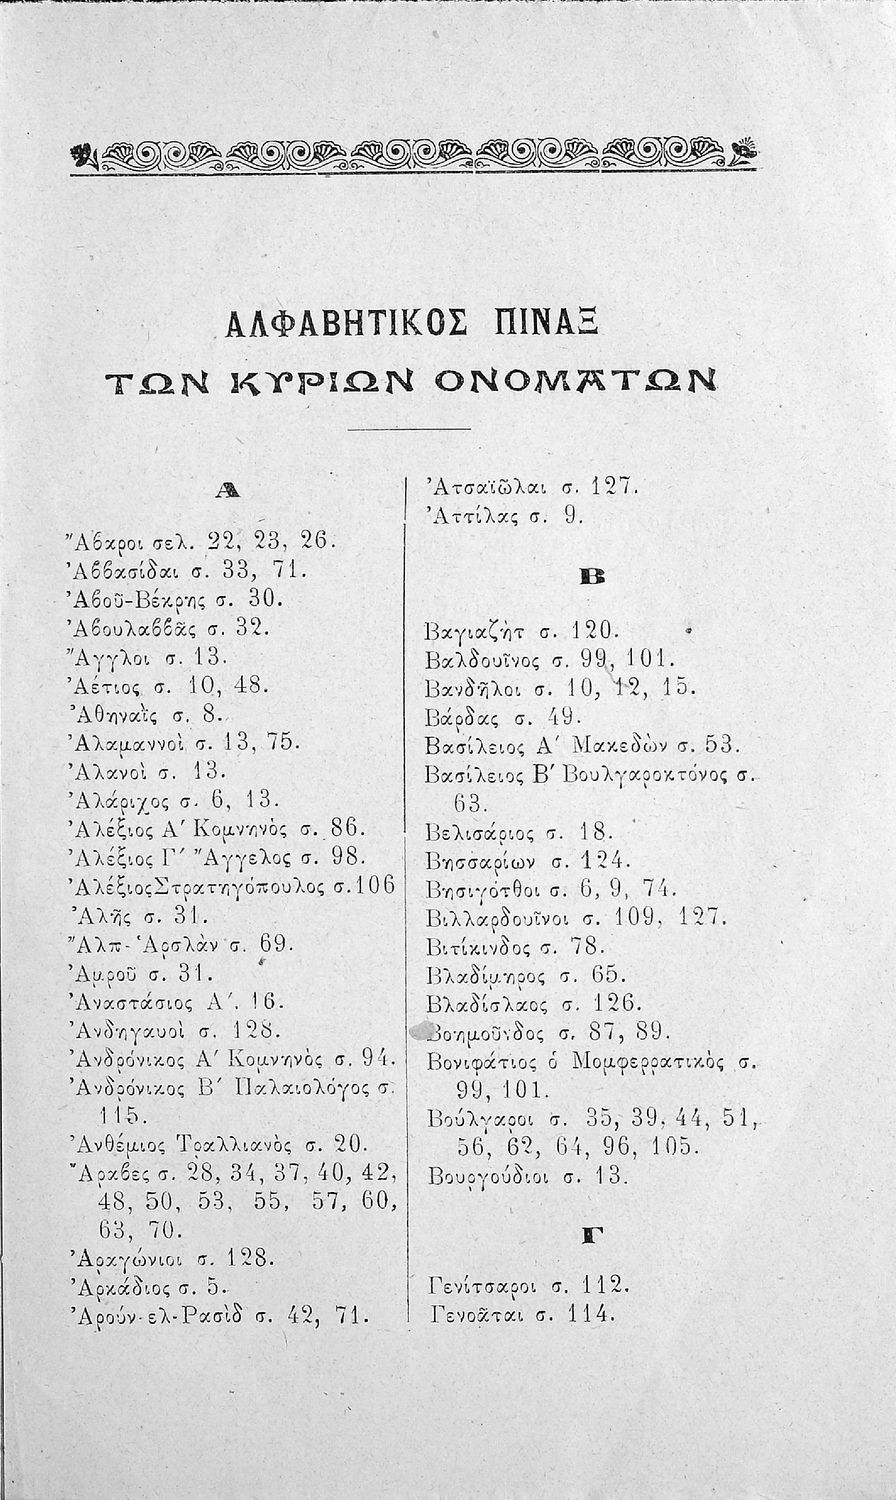 ΑΛΦΑΒΗΤΙΚΟΣ ΠΙΝΑΞ
ΤΩΝ ΚΥΡΙΩΝ ΟΝΟΜΑΤΩΝ
Α
Ἄβαροι σελ. 22, 23, 26.
Ἀββασίδαι σ. 33, 71.
Ἀβοῦ-Βέκρης σ. 30.
Ἀβουλαββᾶς σ. 32.
Ἄγγλοι σ. 13.
Ἀέτιος σ. 10, 48.
Ἀθηναῒς σ. 8.
Ἀλαμαννοὶ σ. 13, 75.
Ἀλανοὶ σ. 13.
Ἀλάριχος σ. 6, 13.
Ἀλέξιος Α΄ Κομνηνὸς σ. 86.
Ἀλέξιος Γ΄ Ἄγγελος σ. 98.
Ἀλέξιος Στρατηγόπουλος σ. 106
Ἀλῆς σ. 31.
Ἄλπ-Ἀρσλὰν σ. 69.
Ἀμροῦ σ. 31.
Ἀναστάσιος Α΄. 16.
Ἀνδηγαυοὶ σ. 128.
Ἀνδρόνικος Α΄ Κομνηνὸς σ. 94.
Ἀνδρόνικος Β΄ Παλαιολόγος σ.
115.
Ἀνθέμιος Τραλλιανὸς σ. 20.
Ἄραβες σ. 28, 34, 37, 40, 42,
48, 50, 53, 55, 57, 60,
63, 70.
Ἀραγώνιοι σ. 128.
Ἀρκάδιος σ. 5.
Ἀρούν-ελ-Ρασὶδ σ. 42, 71.
Ἀτσαϊῶλαι σ. 127.
Ἀττίλας σ. 9.
Β
Βαγιαζὴτ σ. 120.
Βαλδουῖνος σ. 99, 101.
Βανδῆλοι σ. 10, 12, 15.
Βάρδας σ. 49.
Βασίλειος Α΄ Μακεδὼν σ. 53.
Βασίλειος Β΄ Βουλγαροκτόνος σ.
63.
Βελισάριος σ. 18.
Βησσαρίων σ. 124.
Βησιγότθοι σ. 6, 9, 74.
Βιλλαρδουῖνοι σ. 109, 127.
Βιτίκινδος σ. 78.
Βλαδίμηρος σ. 65.
Βλαδίσλαος σ. 126.
Βοημοῦνδος σ. 87, 89.
Βονιφάτιος ὁ Μομφερρατικὸς σ.
99, 101.
Βούλγαροι σ. 35, 39, 44, 51,
56, 62, 64, 96, 105.
Βουργούδιοι σ. 13.
Γ
Γενίτσαροι σ. 112.
Γενοᾶται σ. 114.